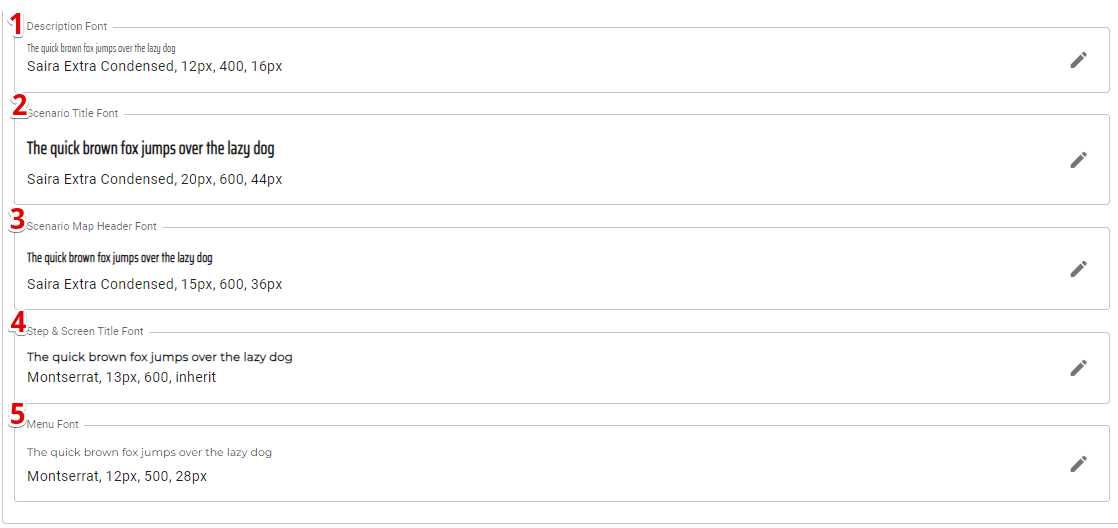 1
Description Font
The quick brown fox jumps over the lazy dog
Saira Extra Condensed, 12px, 400, 16px
2
Scenario Title Font
The quick brown fox jumps over the lazy dog
Saira Extra Condensed, 20px, 600, 44px
3
Scenario Map Header Font
The quick brown fox jumps over the lazy dog
Saira Extra Condensed, 15px, 600, 36px
4
Step & Screen Title Font
The quick brown fox jumps over the lazy dog
Montserrat, 13px, 600, inherit
5
Menu Font
The quick brown fox jumps over the lazy dog
Montserrat, 12px, 500, 28px